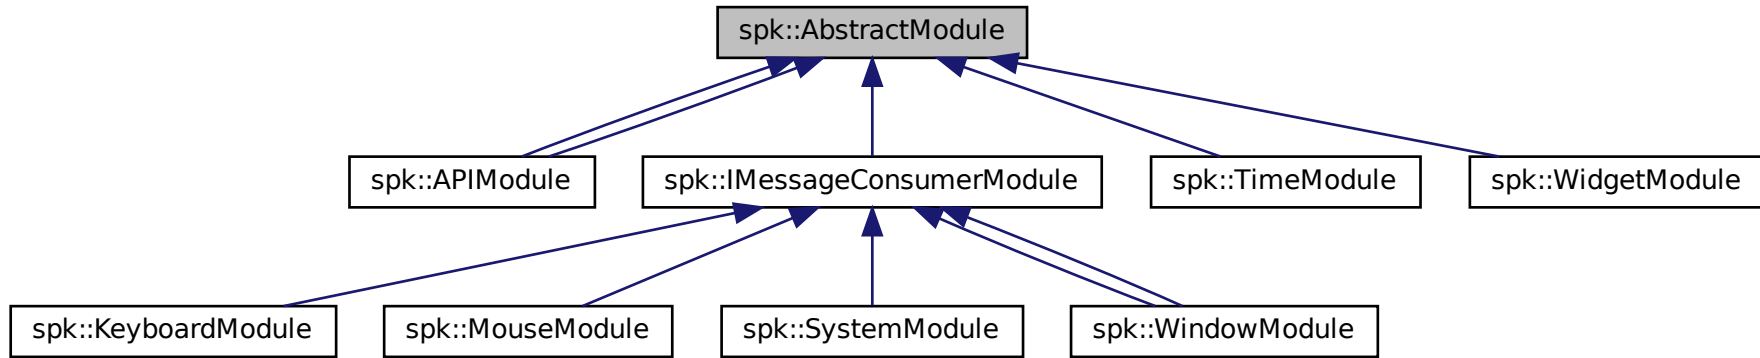 spk::AbstractModule
spk::APIModule
spk::IMessageConsumerModule
spk::TimeModule
spk::WidgetModule
spk::KeyboardModule
spk::MouseModule
spk::SystemModule
spk::WindowModule